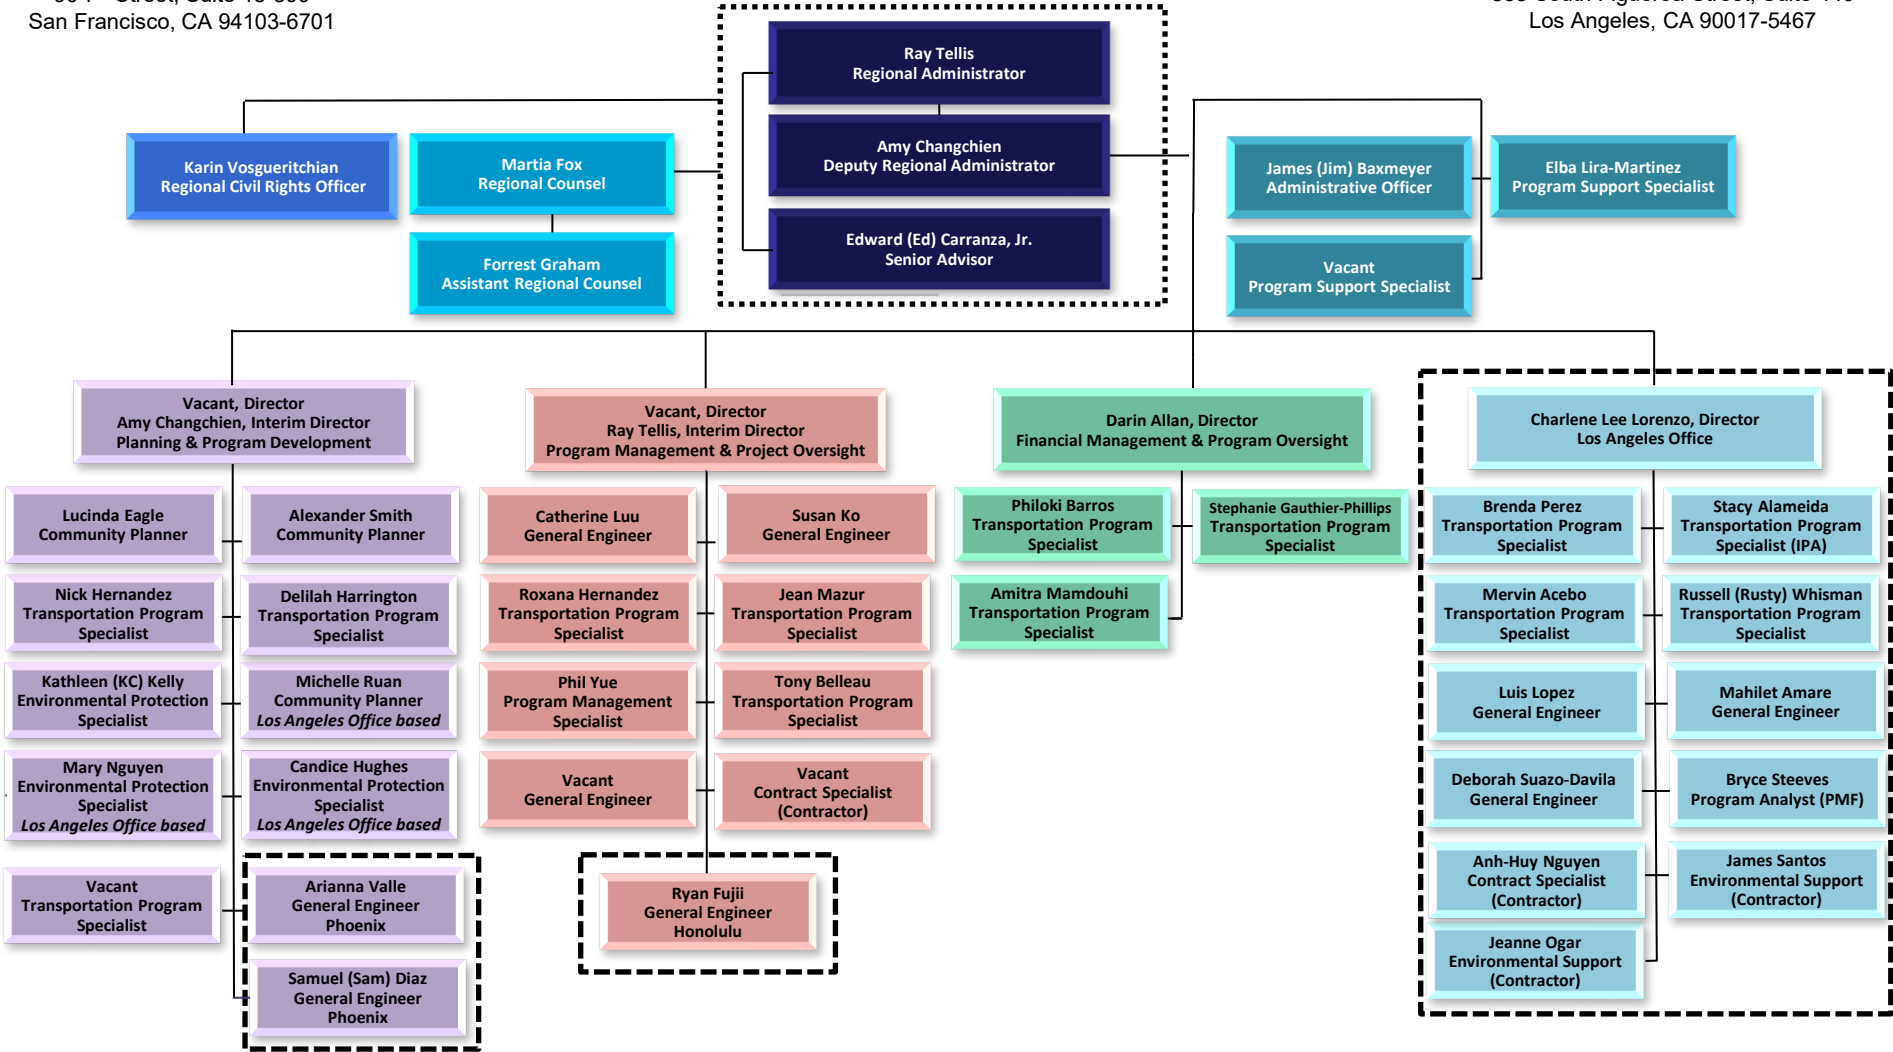 San Francisco, CA 94103-6701
Los Angeles, CA 90017-5467
Ray Tellis
Regional Administrator
Amy Changchien
Deputy Regional Administrator
Edward (Ed) Carranza, Jr.
Senior Advisor
Karin Vosgueritchian
Regional Civil Rights Officer
Martia Fox
Regional Counsel
Forrest Graham
Assistant Regional Counsel
James (Jim) Baxmeyer
Administrative Officer
Elba Lira-Martinez
Program Support Specialist
Vacant
Program Support Specialist
Vacant, Director
Amy Changchien, Interim Director
Planning & Program Development
Lucinda Eagle
Community Planner
Alexander Smith
Community Planner
Nick Hernandez
Transportation Program
Specialist
Delilah Harrington
Transportation Program
Specialist
Kathleen (KC) Kelly
Environmental Protection
Specialist
Michelle Ruan
Community Planner
Los Angeles Office based
Mary Nguyen
Environmental Protection
Specialist
Los Angeles Office based
Candice Hughes
Environmental Protection
Specialist
Los Angeles Office based
Vacant
Transportation Program
Specialist
Arianna Valle
General Engineer
Phoenix
Samuel (Sam) Diaz
General Engineer
Phoenix
Vacant, Director
Ray Tellis, Interim Director
Program Management & Project Oversight
Catherine Luu
General Engineer
Susan Ko
General Engineer
Roxana Hernandez
Transportation Program
Specialist
Jean Mazur
Transportation Program
Specialist
Phil Yue
Program Management
Specialist
Tony Belleau
Transportation Program
Specialist
Vacant
General Engineer
Vacant
Contract Specialist
(Contractor)
Ryan Fujii
General Engineer
Honolulu
Darin Allan, Director
Financial Management & Program Oversight
Philoki Barros
Transportation Program
Specialist
Stephanie Gauthier-Phillips
Transportation Program
Specialist
Amitra Mamdouhi
Transportation Program
Specialist
Charlene Lee Lorenzo, Director
Los Angeles Office
Brenda Perez
Transportation Program
Specialist
Stacy Alameida
Transportation Program
Specialist (IPA)
Mervin Acebo
Transportation Program
Specialist
Russell (Rusty) Whisman
Transportation Program
Specialist
Luis Lopez
General Engineer
Mahilet Amare
General Engineer
Deborah Suazo-Davila
General Engineer
Bryce Steeves
Program Analyst (PMF)
Anh-Huy Nguyen
Contract Specialist
(Contractor)
James Santos
Environmental Support
(Contractor)
Jeanne Ogar
Environmental Support
(Contractor)